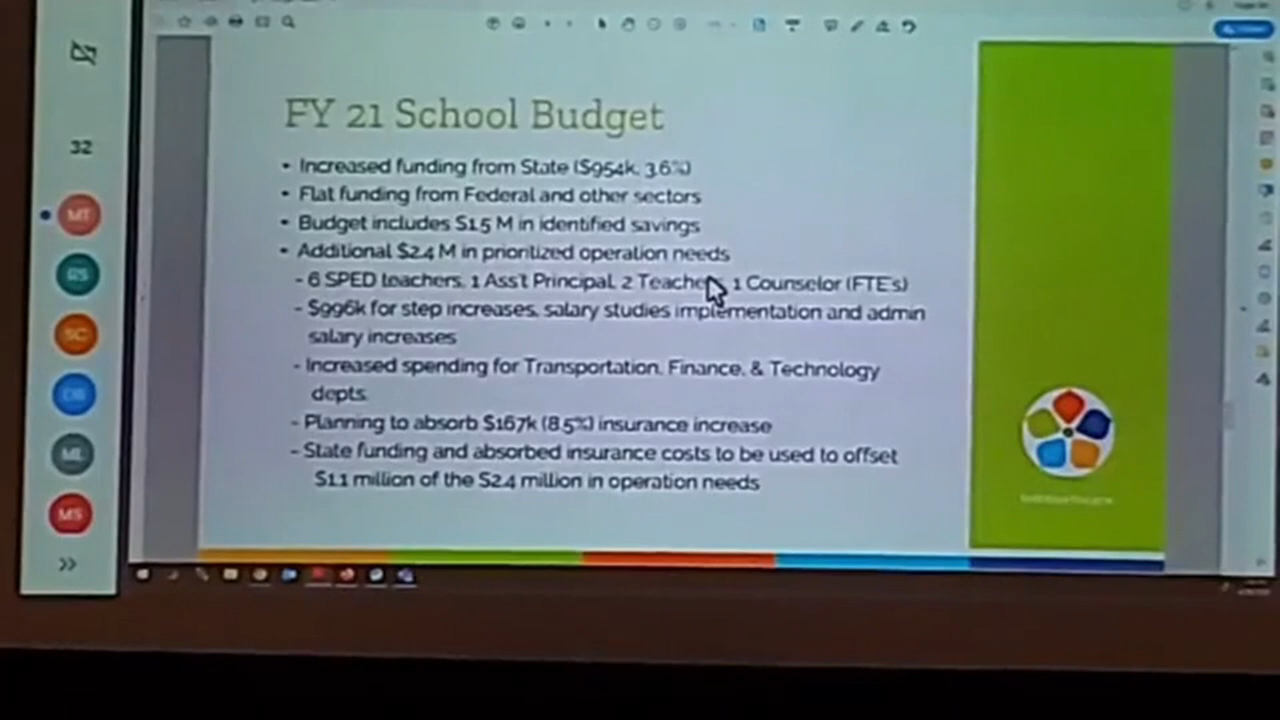 32
MT
FY 21 School Budget
• Increased funding from State ($954k, 3.6%)
• Flat funding from Federal and other sectors
• Budget includes $1.5 M in identified savings
• Additional $2.4 M in prioritized operation needs
- 6 SPED teachers, 1 Ass't Principal, 2 Teachers, 1 Counselor (FTE's)
- $996k for step increases, salary studies implementation and admin
salary increases
- Increased spending for Transportation, Finance, & Technology
depts.
- Planning to absorb $167k (8.5%) insurance increase
- State funding and absorbed insurance costs to be used to offset
$1.1 million of the $2.4 million in operation needs
SC
ML
MS